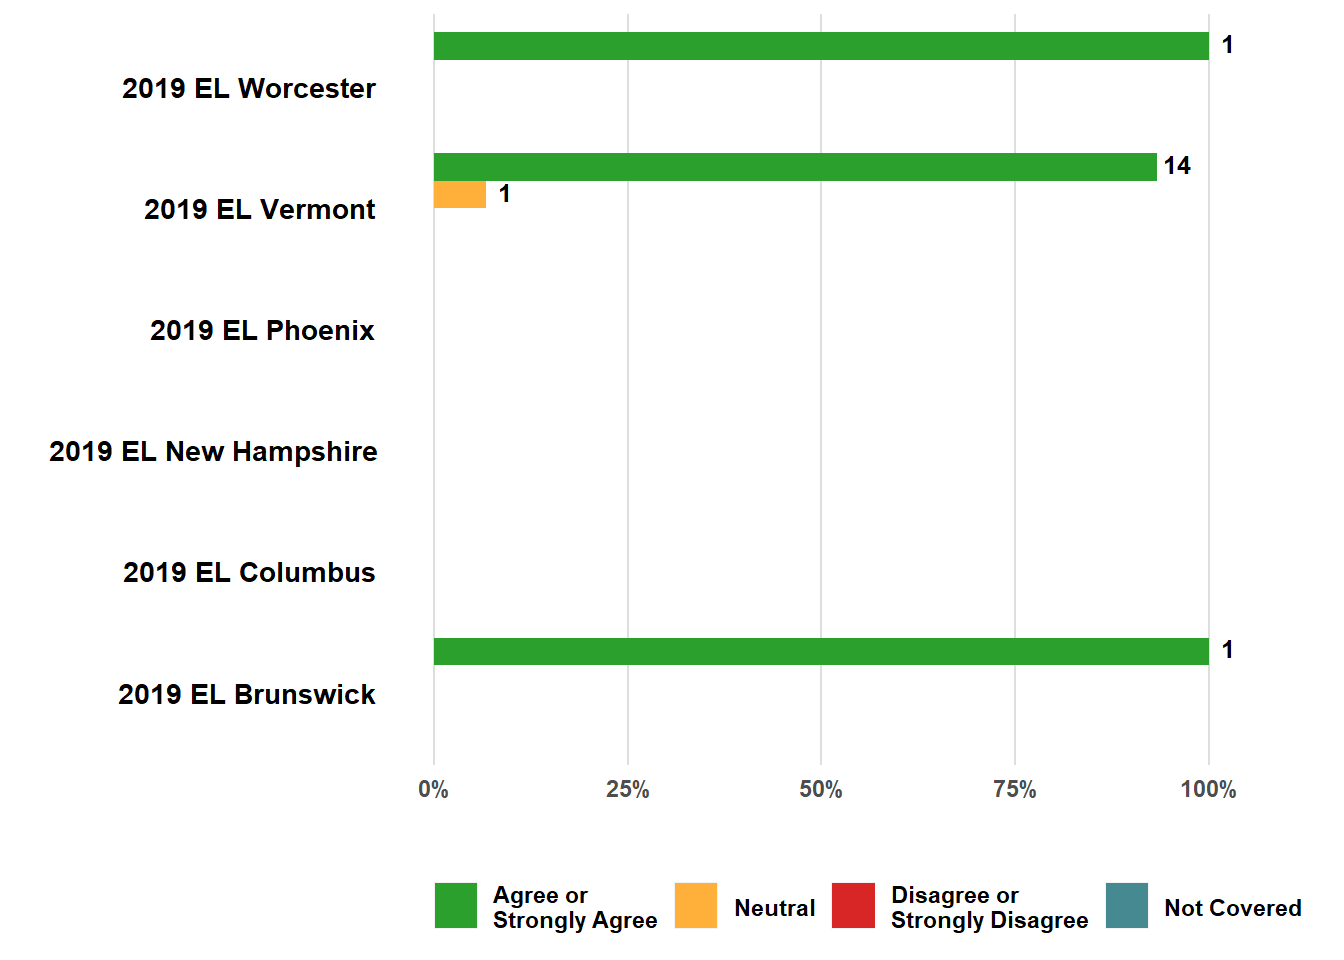 1
2019 EL Worcester
14
1
2019 EL Vermont
2019 EL Phoenix
2019 EL New Hampshire
2019 EL Columbus
1
2019 EL Brunswick
0% 25% 50% 75% 100%
Agree or
Strongly Agree
Neutral
Disagree or
Strongly Disagree
Not Covered